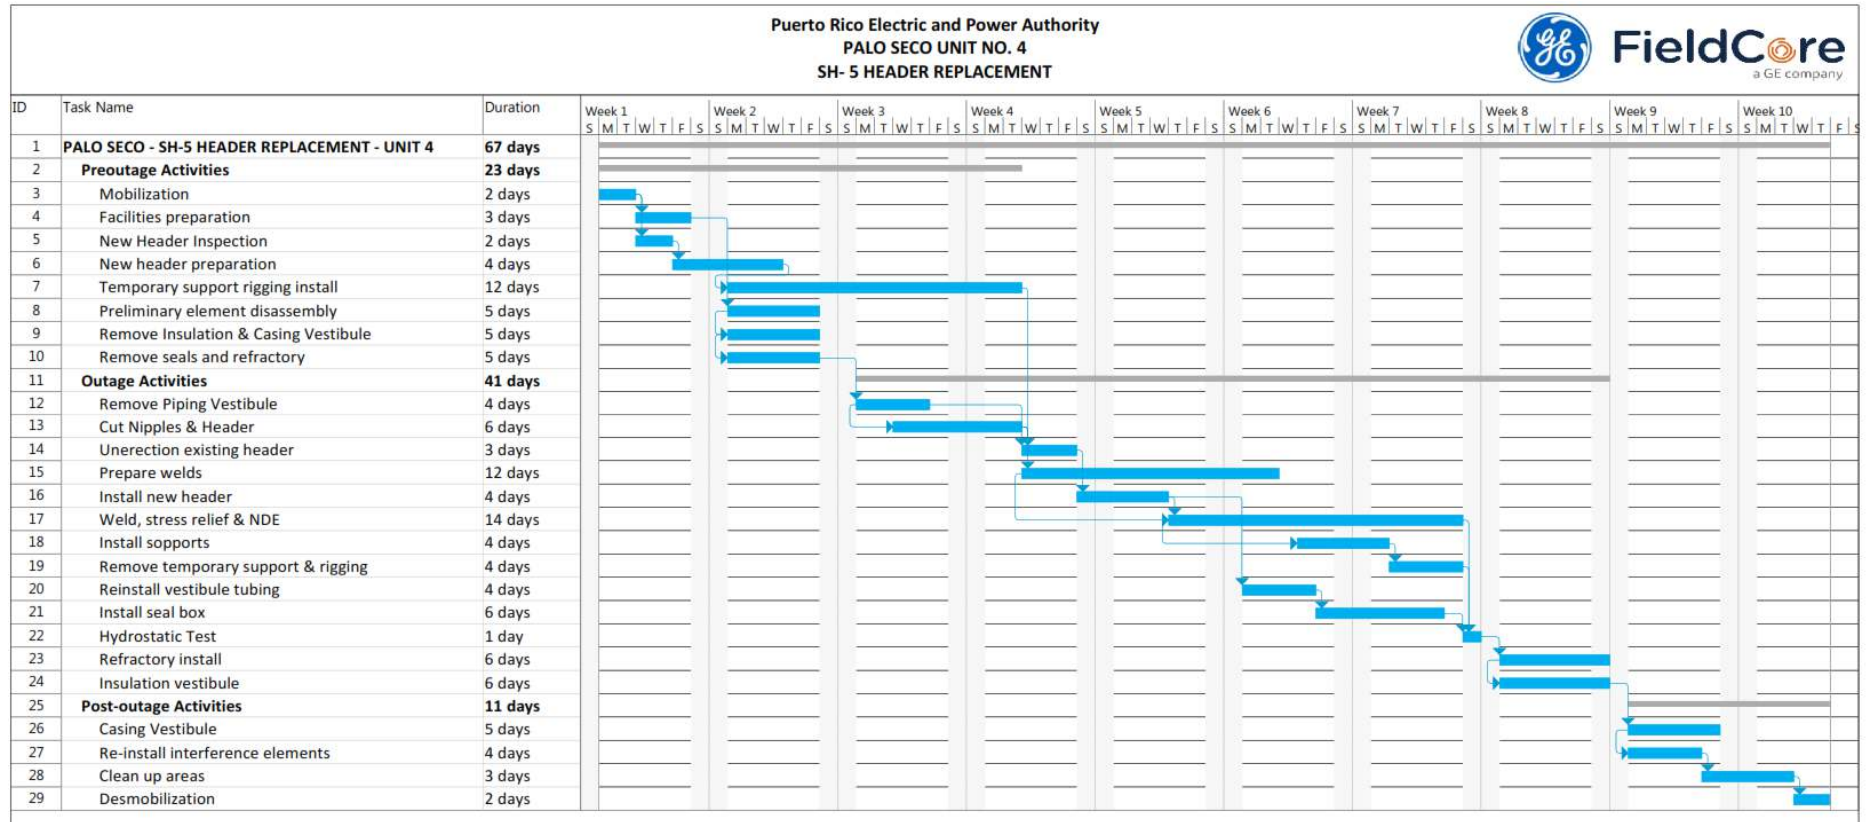 Puerto Rico Electric and Power Authority
PALO SECO UNIT NO. 4
SH- 5 HEADER REPLACEMENT
GE FieldCore
a GE company
ID Task Name Duration Week 1 Week 2 Week 3 Week 4 Week 5 Week 6 Week 7 Week 8 Week 9 Week 10
S M T W T F S S M T W T F S S M T W T F S S M T W T F S S M T W T F S S M T W T F S S M T W T F S S M T W T F S S M T W T F S S M T W T F S
1 PALO SECO - SH-5 HEADER REPLACEMENT - UNIT 4 67 days
2 Preoutage Activities 23 days
3 Mobilization 2 days
4 Facilities preparation 3 days
5 New Header Inspection 2 days
6 New header preparation 4 days
7 Temporary support rigging install 12 days
8 Preliminary element disassembly 5 days
9 Remove Insulation & Casing Vestibule 5 days
10 Remove seals and refractory 5 days
11 Outage Activities 41 days
12 Remove Piping Vestibule 4 days
13 Cut Nipples & Header 6 days
14 Unerection existing header 3 days
15 Prepare welds 12 days
16 Install new header 4 days
17 Weld, stress relief & NDE 14 days
18 Install sopports 4 days
19 Remove temporary support & rigging 4 days
20 Reinstall vestibule tubing 4 days
21 Install seal box 6 days
22 Hydrostatic Test 1 day
23 Refractory install 6 days
24 Insulation vestibule 6 days
25 Post-outage Activities 11 days
26 Casing Vestibule 5 days
27 Re-install interference elements 4 days
28 Clean up areas 3 days
29 Desmobilization 2 days